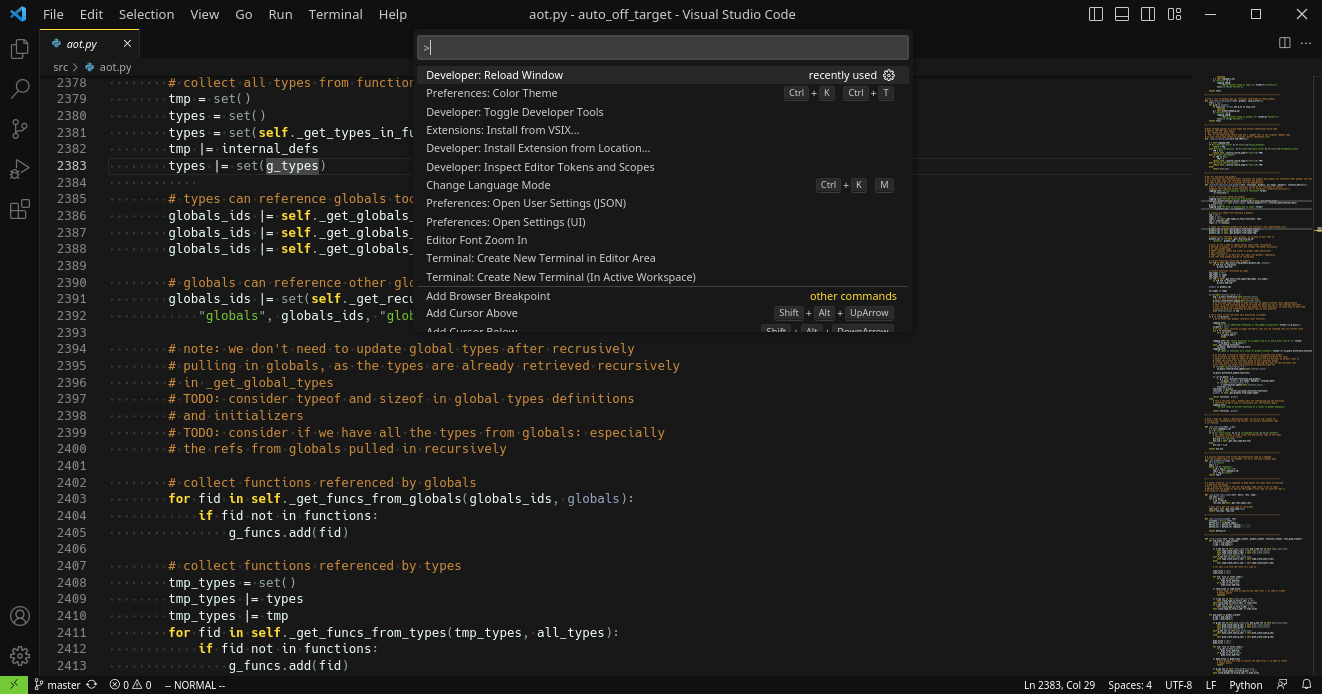 File Edit Selection View Go Run Terminal Help aot.py - auto_off_target - Visual Studio Code
aot.py
src > aot.py
>
Developer: Reload Window recently used
Preferences: Color Theme Ctrl + K Ctrl + T
Developer: Toggle Developer Tools
Extensions: Install from VSIX...
Developer: Install Extension from Location...
Developer: Inspect Editor Tokens and Scopes
Change Language Mode Ctrl + K M
Preferences: Open User Settings (JSON)
Preferences: Open Settings (UI)
Editor Font Zoom In
Terminal: Create New Terminal in Editor Area
Terminal: Create New Terminal (In Active Workspace)
Add Browser Breakpoint other commands
Add Cursor Above Shift + Alt + UpArrow
Add Cursor Below Shift + Alt + DownArrow
2378 # collect all types from function
2379 tmp = set()
2380 types = set()
2381 types = set(self._get_types_in_fu
2382 tmp |= internal_defs
2383 types |= set(g_types)
2384
2385 # types can reference globals too
2386 globals_ids |= self._get_globals_
2387 globals_ids |= self._get_globals_
2388 globals_ids |= self._get_globals_
2389
2390 # globals can reference other glo
2391 globals_ids |= set(self._get_recu
2392 "globals", globals_ids, "glob
2393
2394 # note: we don't need to update global types after recrusively
2395 # pulling in globals, as the types are already retrieved recursively
2396 # in _get_global_types
2397 # TODO: consider typeof and sizeof in global types definitions
2398 # and initializers
2399 # TODO: consider if we have all the types from globals: especially
2400 # the refs from globals pulled in recursively
2401
2402 # collect functions referenced by globals
2403 for fid in self._get_funcs_from_globals(globals_ids, globals):
2404 if fid not in functions:
2405 g_funcs.add(fid)
2406
2407 # collect functions referenced by types
2408 tmp_types = set()
2409 tmp_types |= types
2410 tmp_types |= tmp
2411 for fid in self._get_funcs_from_types(tmp_types, all_types):
2412 if fid not in functions:
2413 g_funcs.add(fid)
master 0 0 -- NORMAL -- Ln 2383, Col 29 Spaces: 4 UTF-8 LF Python